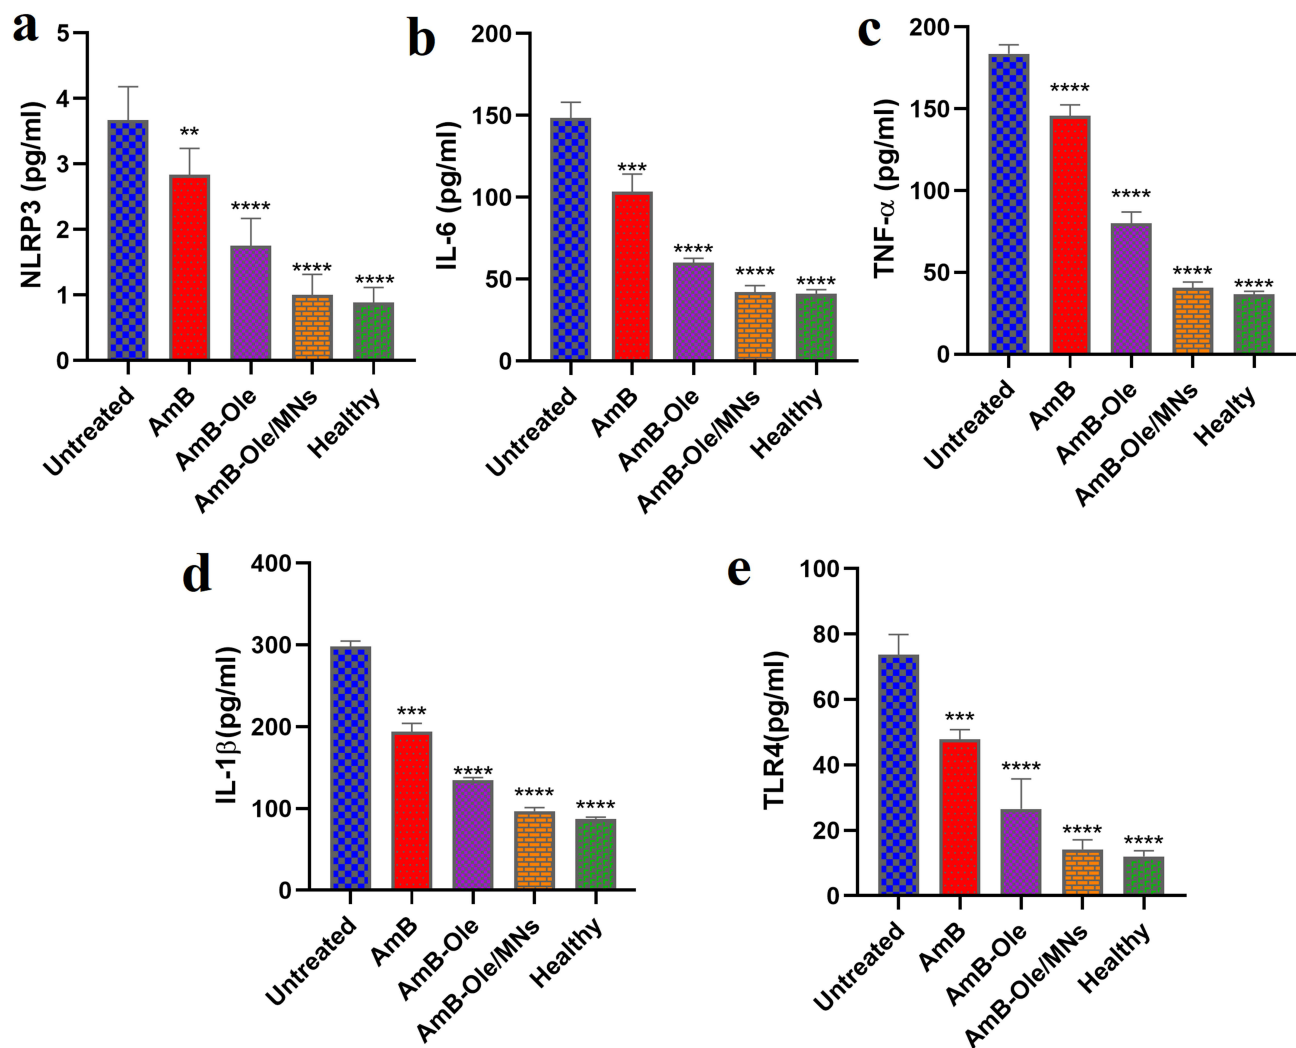 a
NLRP3 (pg/ml)
5
4
3
2
1
0
**
****
****
****
Untreated
AmB
AmB-Ole
AmB-Ole/MNs
Healthy
b
IL-6 (pg/ml)
200
150
100
50
0
***
****
****
****
Untreated
AmB
AmB-Ole
AmB-Ole/MNs
Healthy
c
TNF-α (pg/ml)
200
150
100
50
0
****
****
****
****
Untreated
AmB
AmB-Ole
AmB-Ole/MNs
Healty
d
IL-1β(pg/ml)
400
300
200
100
0
***
****
****
****
Untreated
AmB
AmB-Ole
AmB-Ole/MNs
Healthy
e
TLR4(pg/ml)
100
80
60
40
20
0
***
****
****
****
Untreated
AmB
AmB-Ole
AmB-Ole/MNs
Healthy